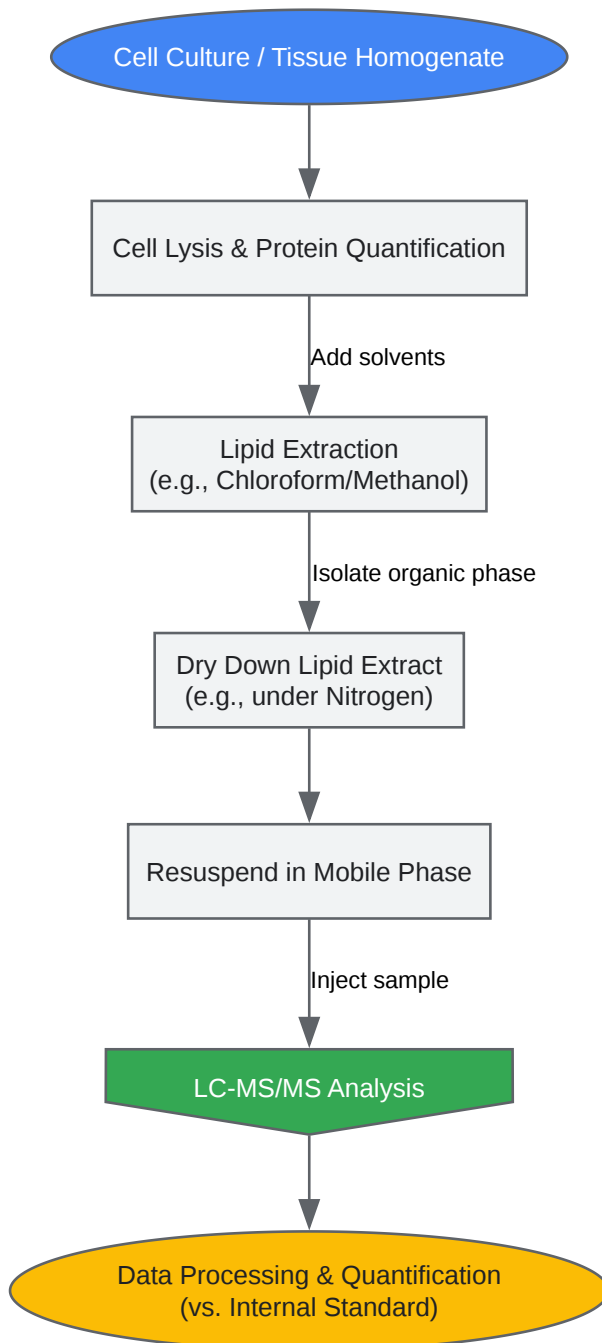 Cell Culture / Tissue Homogenate
Cell Lysis & Protein Quantification
Add solvents
Lipid Extraction
(e.g., Chloroform/Methanol)
Isolate organic phase
Dry Down Lipid Extract
(e.g., under Nitrogen)
Resuspend in Mobile Phase
Inject sample
LC-MS/MS Analysis
Data Processing & Quantification
(vs. Internal Standard)